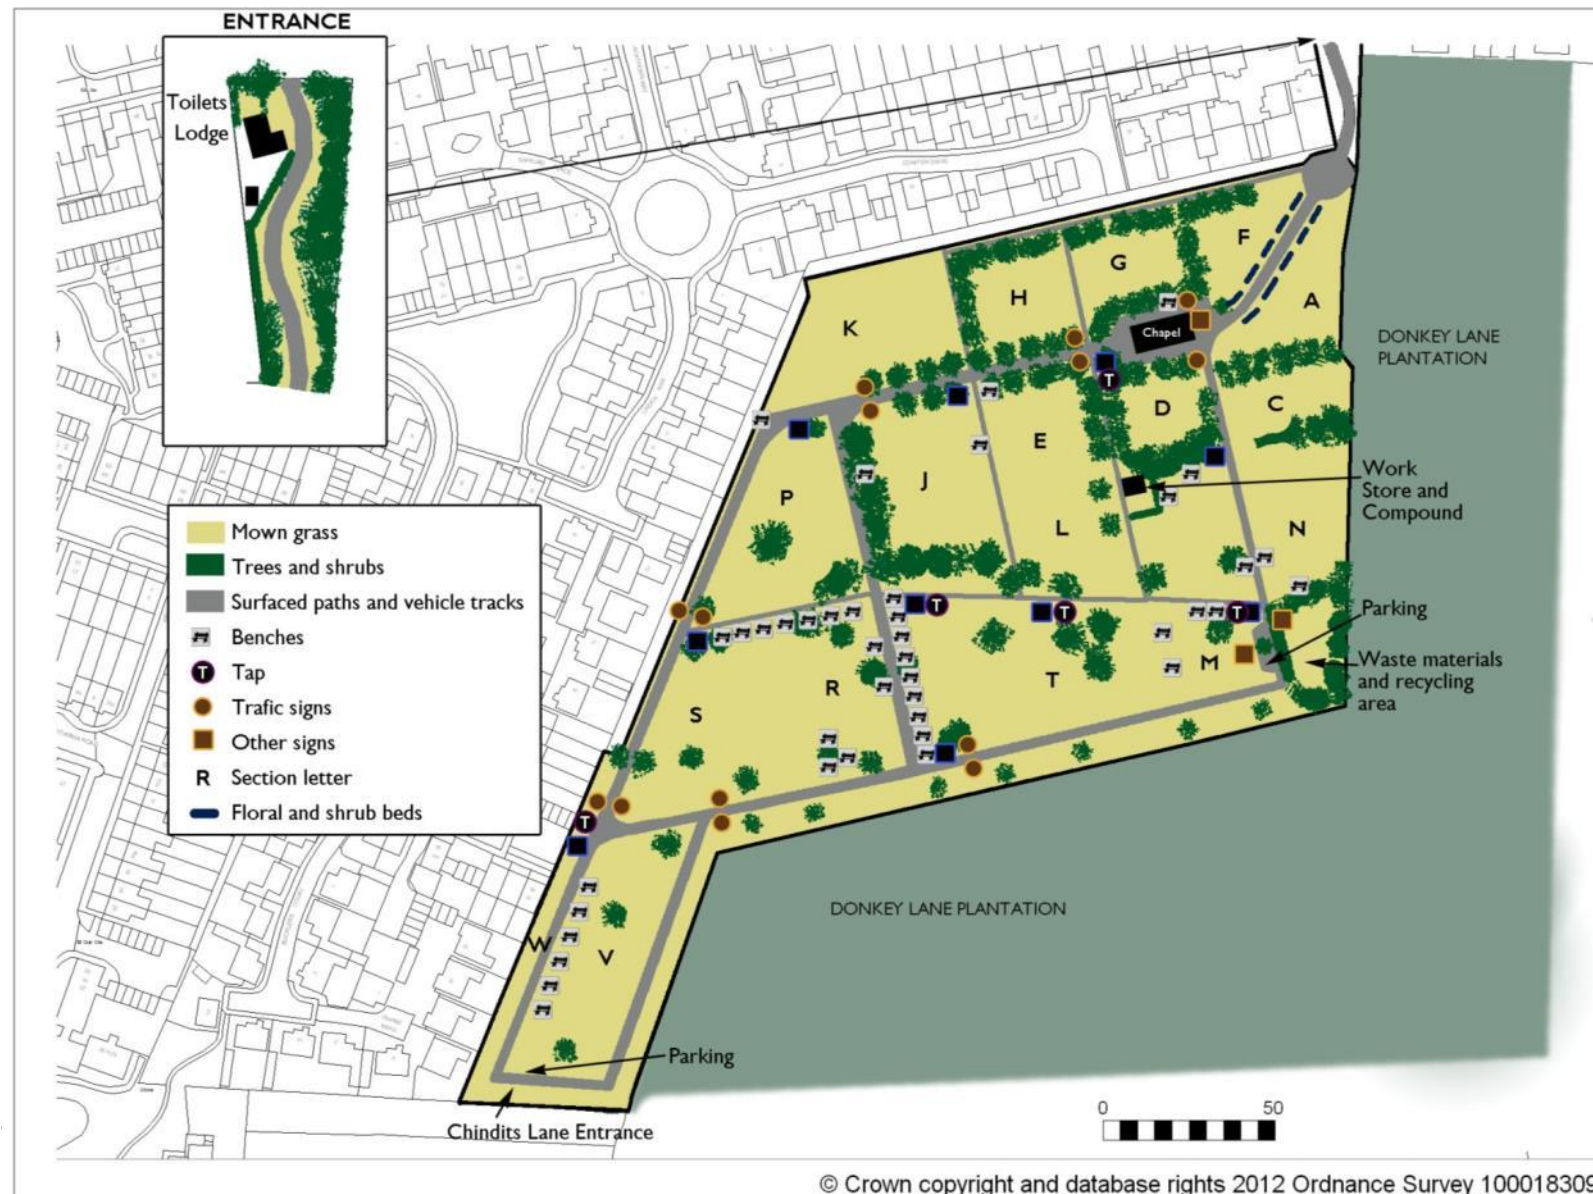 ENTRANCE
Toilets
Lodge
Mown grass
Trees and shrubs
Surfaced paths and vehicle tracks
Benches
T
Tap
Trafic signs
Other signs
R
Section letter
Floral and shrub beds
F
G
A
H
K
Chapel
DONKEY LANE
PLANTATION
T
D
C
E
J
P
L
N
Work
Store and
Compound
T
T
T
Parking
M
T
R
S
Waste materials
and recycling
area
T
W
V
DONKEY LANE PLANTATION
Parking
Chindits Lane Entrance
0
50
© Crown copyright and database rights 2012 Ordnance Survey 100018309